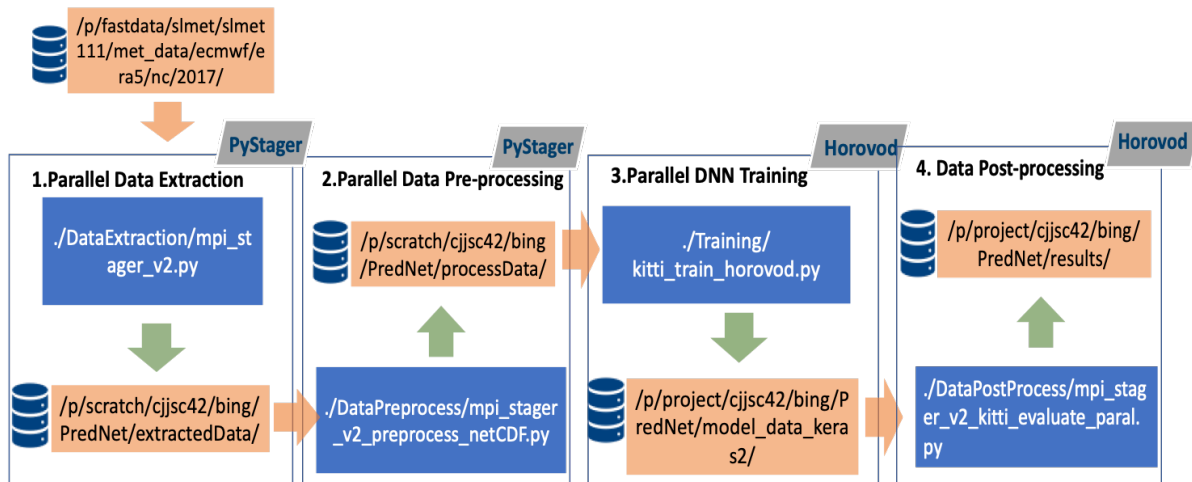 /p/fastdata/slmet/slmet
111/met_data/ecmwf/e
ra5/nc/2017/
PyStager
1.Parallel Data Extraction
./DataExtraction/mpi_st
ager_v2.py
/p/scratch/cjjsc42/bing/
PredNet/extractedData/
PyStager
2.Parallel Data Pre-processing
/p/scratch/cjjsc42/bing
/PredNet/processData/
./DataPreprocess/mpi_stager
_v2_preprocess_netCDF.py
Horovod
3.Parallel DNN Training
./Training/
kitti_train_horovod.py
/p/project/cjjsc42/bing/P
redNet/model_data_kera
s2/
Horovod
4. Data Post-processing
/p/project/cjjsc42/bing/
PredNet/results/
./DataPostProcess/mpi_stag
er_v2_kitti_evaluate_paral.
py